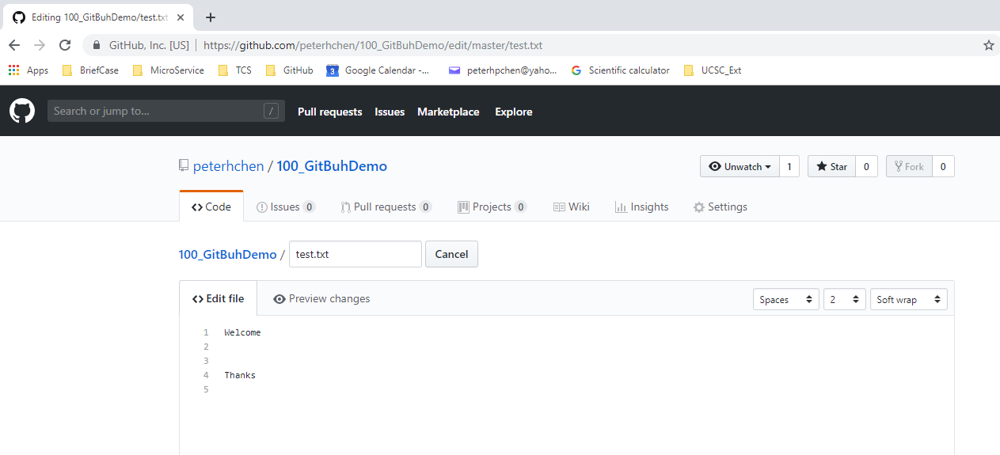 Editing 100_GitBuhDemo/test.txt
GitHub, Inc. [US] https://github.com/peterhchen/100_GitBuhDemo/edit/master/test.txt
Apps BriefCase MicroService TCS GitHub 3 Google Calendar -... peterhpchen@yaho... Scientific calculator UCSC_Ext
Search or jump to... / Pull requests Issues Marketplace Explore
peterhchen / 100_GitBuhDemo Unwatch 1 Star 0 Fork 0
Code Issues 0 Pull requests 0 Projects 0 Wiki Insights Settings
100_GitBuhDemo / test.txt Cancel
Edit file Preview changes Spaces 2 Soft wrap
1 Welcome
2
3
4 Thanks
5